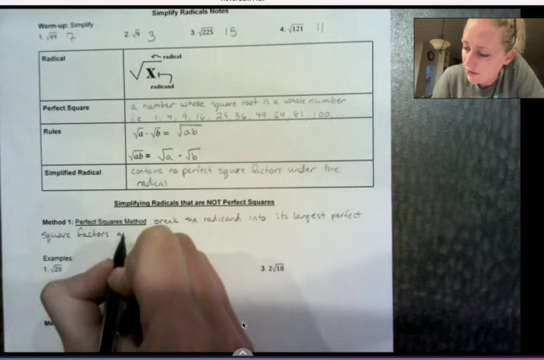 Simplify Radicals Notes
Warm-up: Simplify
1. √49 7
2. √9 3
3. √225 15
4. √121 11
Radical
radical
√x
radicand
Perfect Square
a number whose square root is a whole number
i.e. 1, 4, 9, 16, 25, 36, 49, 64, 81, 100, ...
Rules
√a · √b = √ab
√ab = √a · √b
Simplified Radical
contains no perfect square factors under the
radical
Simplifying Radicals that are NOT Perfect Squares
Method 1: Perfect Squares Method break the radicand into its largest perfect
square factors
Examples:
1. √20
3. 2√18
Me